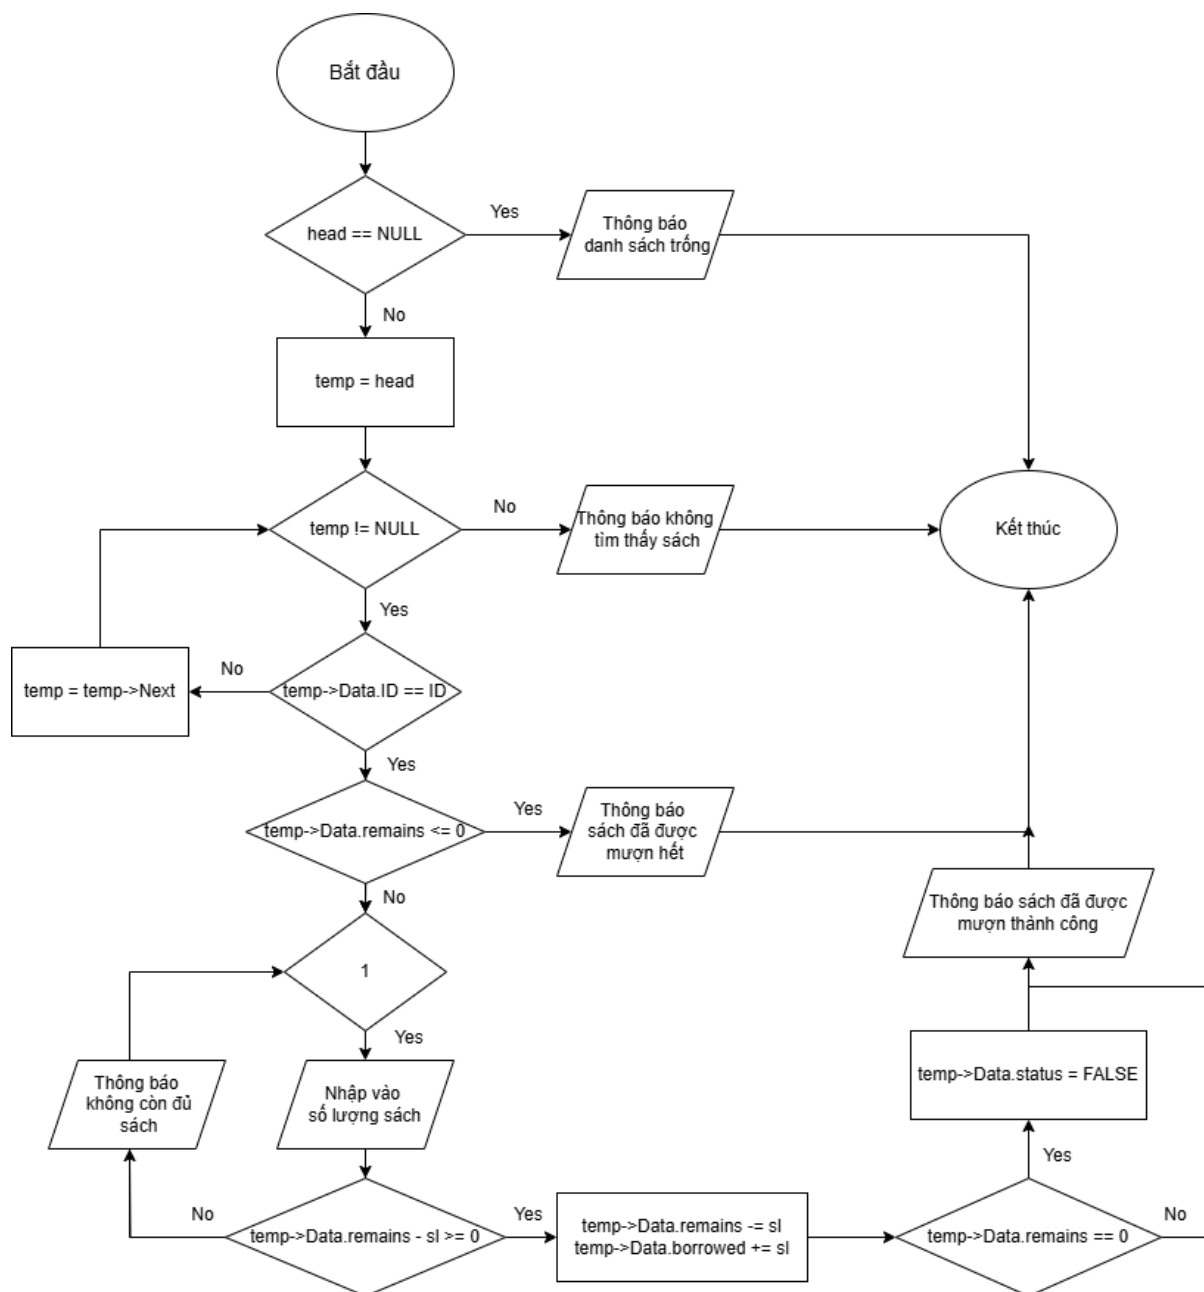 Bắt đầu
head == NULL
Yes
Thông báo
danh sách trống
No
temp = head
temp != NULL
No
Thông báo không
tìm thấy sách
Kết thúc
Yes
temp = temp->Next
No
temp->Data.ID == ID
Yes
temp->Data.remains <= 0
Yes
Thông báo
sách đã được
mượn hết
No
Thông báo sách đã được
mượn thành công
1
Yes
Thông báo
không còn đủ
sách
Nhập vào
số lượng sách
temp->Data.status = FALSE
Yes
No
temp->Data.remains - sl >= 0
Yes
temp->Data.remains -= sl
temp->Data.borrowed += sl
temp->Data.remains == 0
No